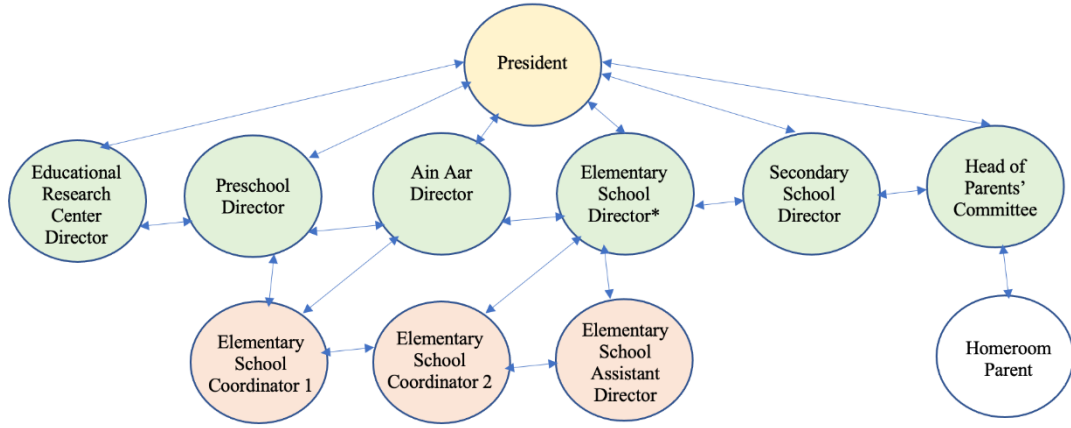 President
Educational
Research
Center
Director
Preschool
Director
Ain Aar
Director
Elementary
School
Director*
Secondary
School
Director
Head of
Parents’
Committee
Elementary
School
Coordinator 1
Elementary
School
Coordinator 2
Elementary
School
Assistant
Director
Homeroom
Parent